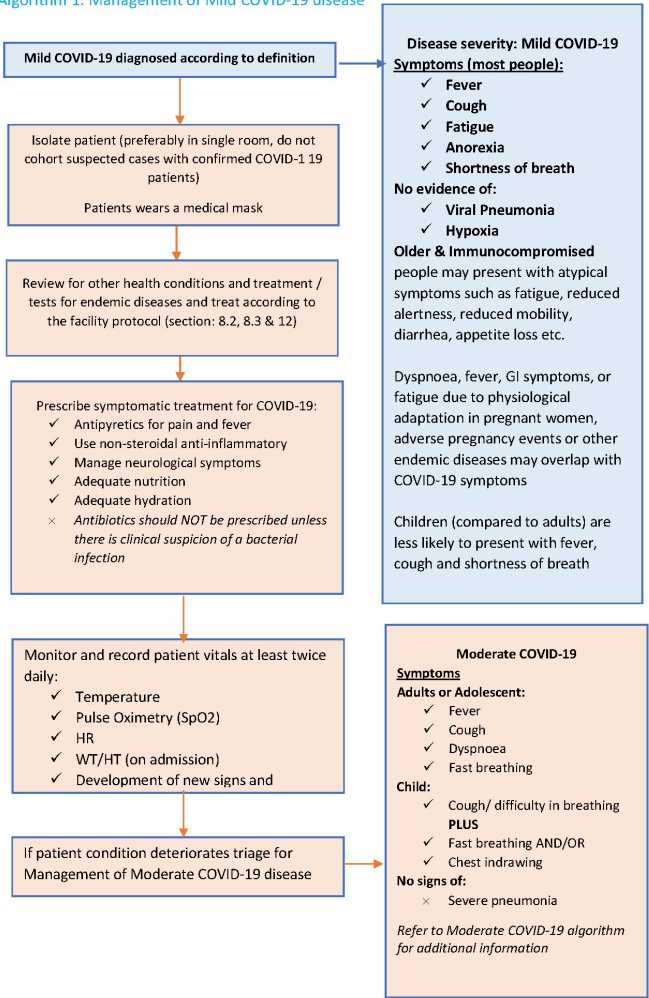 Algorithm 1: Management of Mild COVID-19 disease
Mild COVID-19 diagnosed according to definition
Isolate patient (preferably in single room, do not
cohort suspected cases with confirmed COVID-1 19
patients)
Patients wears a medical mask
Review for other health conditions and treatment /
tests for endemic diseases and treat according to
the facility protocol (section: 8.2, 8.3 & 12)
Prescribe symptomatic treatment for COVID-19:
✓ Antipyretics for pain and fever
✓ Use non-steroidal anti-inflammatory
✓ Manage neurological symptoms
✓ Adequate nutrition
✓ Adequate hydration
× Antibiotics should NOT be prescribed unless
there is clinical suspicion of a bacterial
infection
Monitor and record patient vitals at least twice
daily:
✓ Temperature
✓ Pulse Oximetry (SpO2)
✓ HR
✓ WT/HT (on admission)
✓ Development of new signs and
If patient condition deteriorates triage for
Management of Moderate COVID-19 disease
Disease severity: Mild COVID-19
Symptoms (most people):
✓ Fever
✓ Cough
✓ Fatigue
✓ Anorexia
✓ Shortness of breath
No evidence of:
✓ Viral Pneumonia
✓ Hypoxia
Older & Immunocompromised
people may present with atypical
symptoms such as fatigue, reduced
alertness, reduced mobility,
diarrhea, appetite loss etc.
Dyspnoea, fever, GI symptoms, or
fatigue due to physiological
adaptation in pregnant women,
adverse pregnancy events or other
endemic diseases may overlap with
COVID-19 symptoms
Children (compared to adults) are
less likely to present with fever,
cough and shortness of breath
Moderate COVID-19
Symptoms
Adults or Adolescent:
✓ Fever
✓ Cough
✓ Dyspnoea
✓ Fast breathing
Child:
✓ Cough/ difficulty in breathing
PLUS
✓ Fast breathing AND/OR
✓ Chest indrawing
No signs of:
× Severe pneumonia
Refer to Moderate COVID-19 algorithm
for additional information